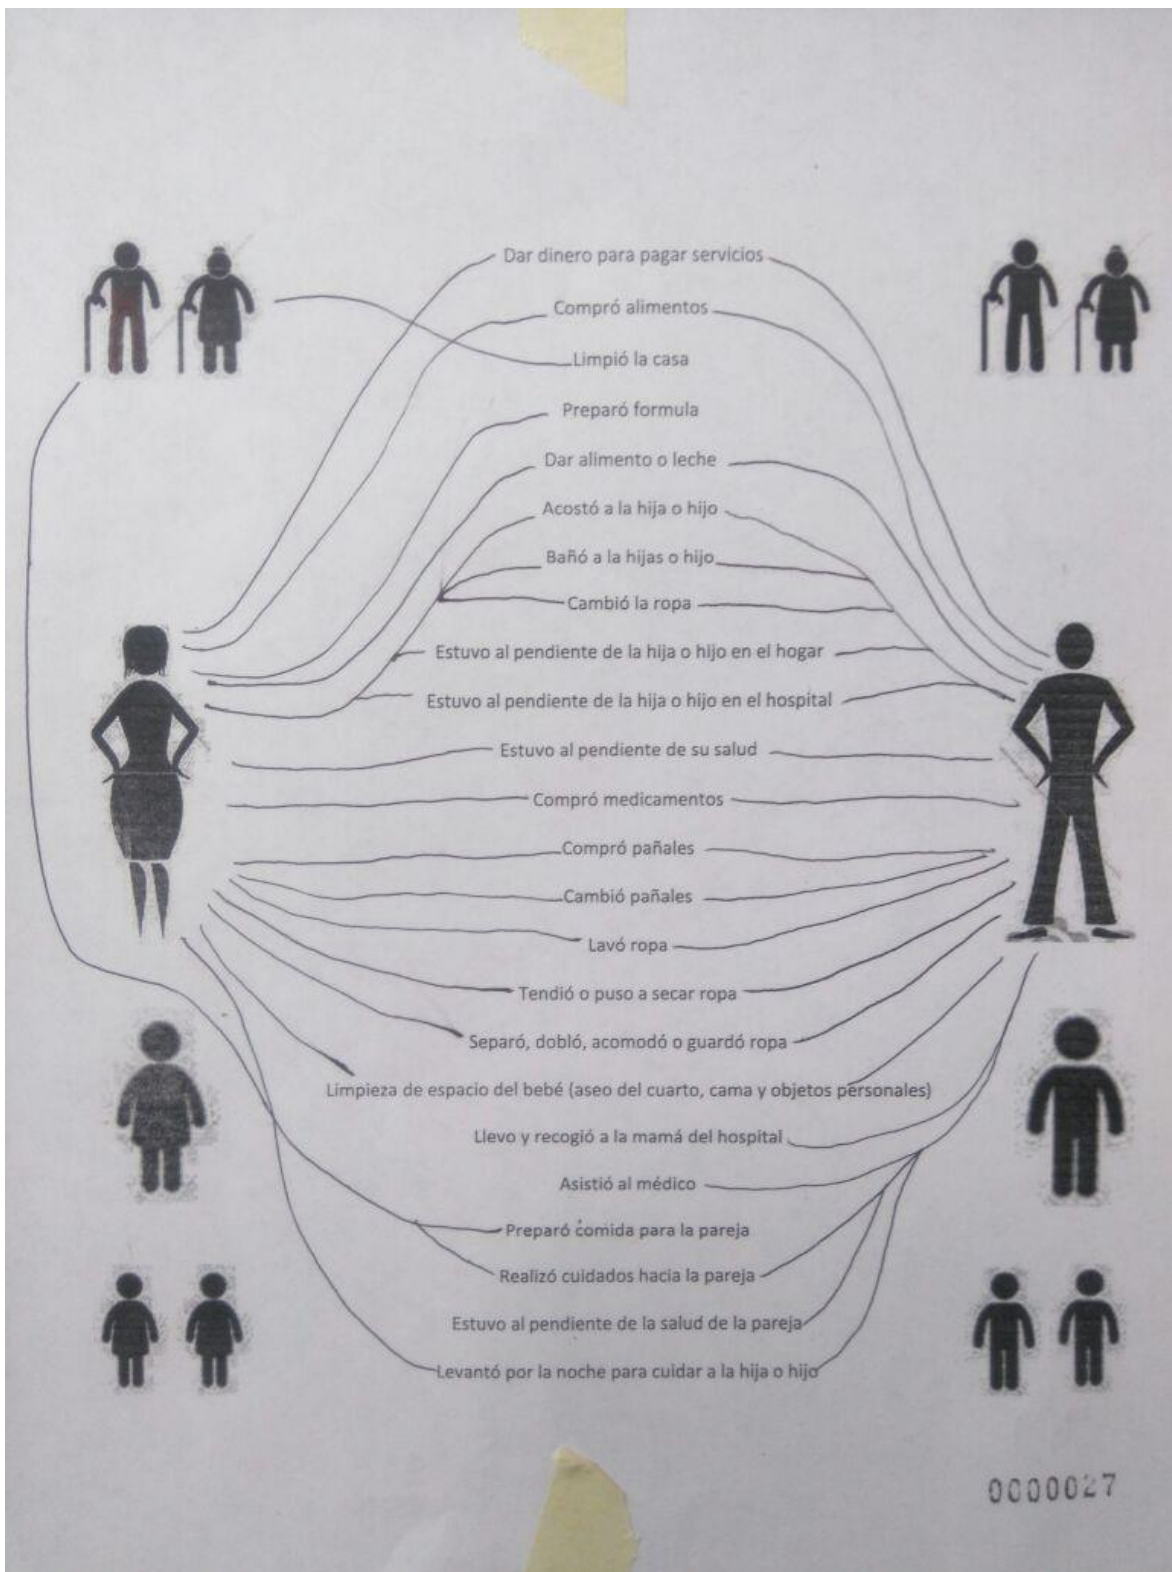 Dar dinero para pagar servicios
Compró alimentos
Limpió la casa
Preparó formula
Dar alimento o leche
Acostó a la hija o hijo
Bañó a la hijas o hijo
Cambió la ropa
Estuvo al pendiente de la hija o hijo en el hogar
Estuvo al pendiente de la hija o hijo en el hospital
Estuvo al pendiente de su salud
Compró medicamentos
Compró pañales
Cambió pañales
Lavó ropa
Tendió o puso a secar ropa
Separó, dobló, acomodó o guardó ropa
Limpieza de espacio del bebé (aseo del cuarto, cama y objetos personales)
Llevo y recogió a la mamá del hospital
Asistió al médico
Preparó comida para la pareja
Realizó cuidados hacia la pareja
Estuvo al pendiente de la salud de la pareja
Levantó por la noche para cuidar a la hija o hijo
0000027